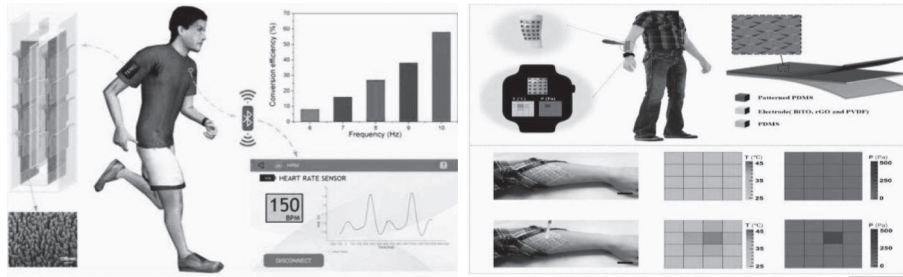 70
60
50
40
30
20
10
0
Conversion efficiency (%)
6 7 8 9 10
Frequency (Hz)
HRM
HEART RATE SENSOR
150
BPM
DISCONNECT
T (°C) P (Pa)
Patterned PDMS
Electrode( BiTO, rGO and PVDF)
PDMS
T (°C)
45
35
25
P (Pa)
500
250
0
T (°C)
45
35
25
P (Pa)
500
250
0